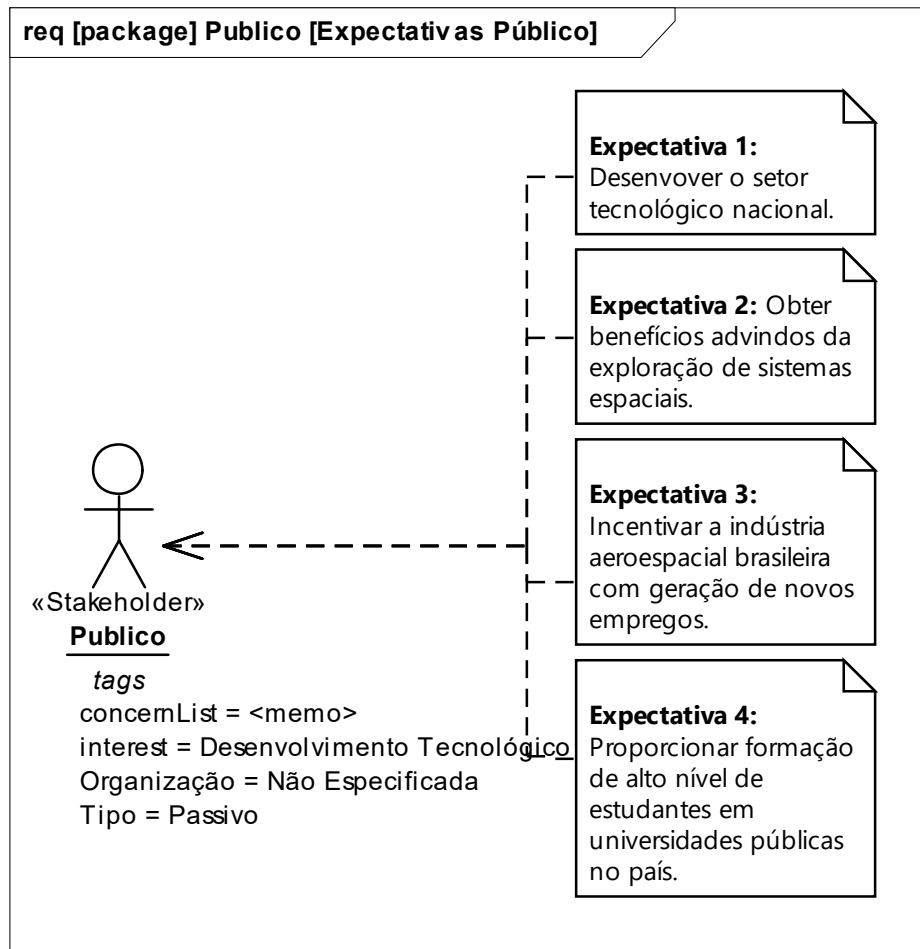 req [package] Publico [Expectativas Público]
Expectativa 1:
Desenvover o setor
tecnológico nacional.
Expectativa 2: Obter
benefícios advindos da
exploração de sistemas
espaciais.
Expectativa 3:
Incentivar a indústria
aeroespacial brasileira
com geração de novos
empregos.
«Stakeholder»
Publico
tags
concernList = <memo>
interest = Desenvolvimento Tecnológico
Organização = Não Especificada
Tipo = Passivo
Expectativa 4:
Proporcionar formação
de alto nível de
estudantes em
universidades públicas
no país.